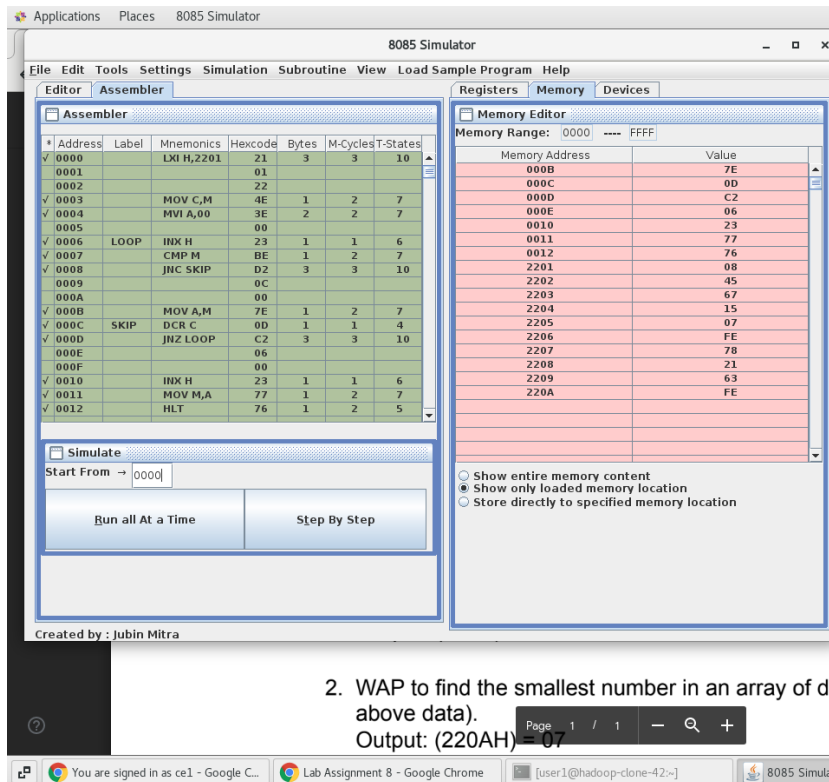 Applications Places 8085 Simulator
8085 Simulator
File Edit Tools Settings Simulation Subroutine View Load Sample Program Help
Editor Assembler
Assembler
* Address Label Mnemonics Hexcode Bytes M-Cycles T-States
√ 0000 LXI H,2201 21 3 3 10
0001 01
0002 22
√ 0003 MOV C,M 4E 1 2 7
√ 0004 MVI A,00 3E 2 2 7
0005 00
√ 0006 LOOP INX H 23 1 1 6
√ 0007 CMP M BE 1 2 7
√ 0008 JNC SKIP D2 3 3 10
0009 0C
000A 00
√ 000B MOV A,M 7E 1 2 7
√ 000C SKIP DCR C 0D 1 1 4
√ 000D JNZ LOOP C2 3 3 10
000E 06
000F 00
√ 0010 INX H 23 1 1 6
√ 0011 MOV M,A 77 1 2 7
√ 0012 HLT 76 1 2 5
Simulate
Start From → 0000
Run all At a Time Step By Step
Created by : Jubin Mitra
Registers Memory Devices
Memory Editor
Memory Range: 0000 ---- FFFF
Memory Address Value
000B 7E
000C 0D
000D C2
000E 06
0010 23
0011 77
0012 76
2201 08
2202 45
2203 67
2204 15
2205 07
2206 FE
2207 78
2208 21
2209 63
220A FE
Show entire memory content
Show only loaded memory location
Store directly to specified memory location
2. WAP to find the smallest number in an array of d
above data).
Output: (220AH) = 07
Page 1 / 1
You are signed in as ce1 - Google C...
Lab Assignment 8 - Google Chrome
[user1@hadoop-clone-42:~]
8085 Simula